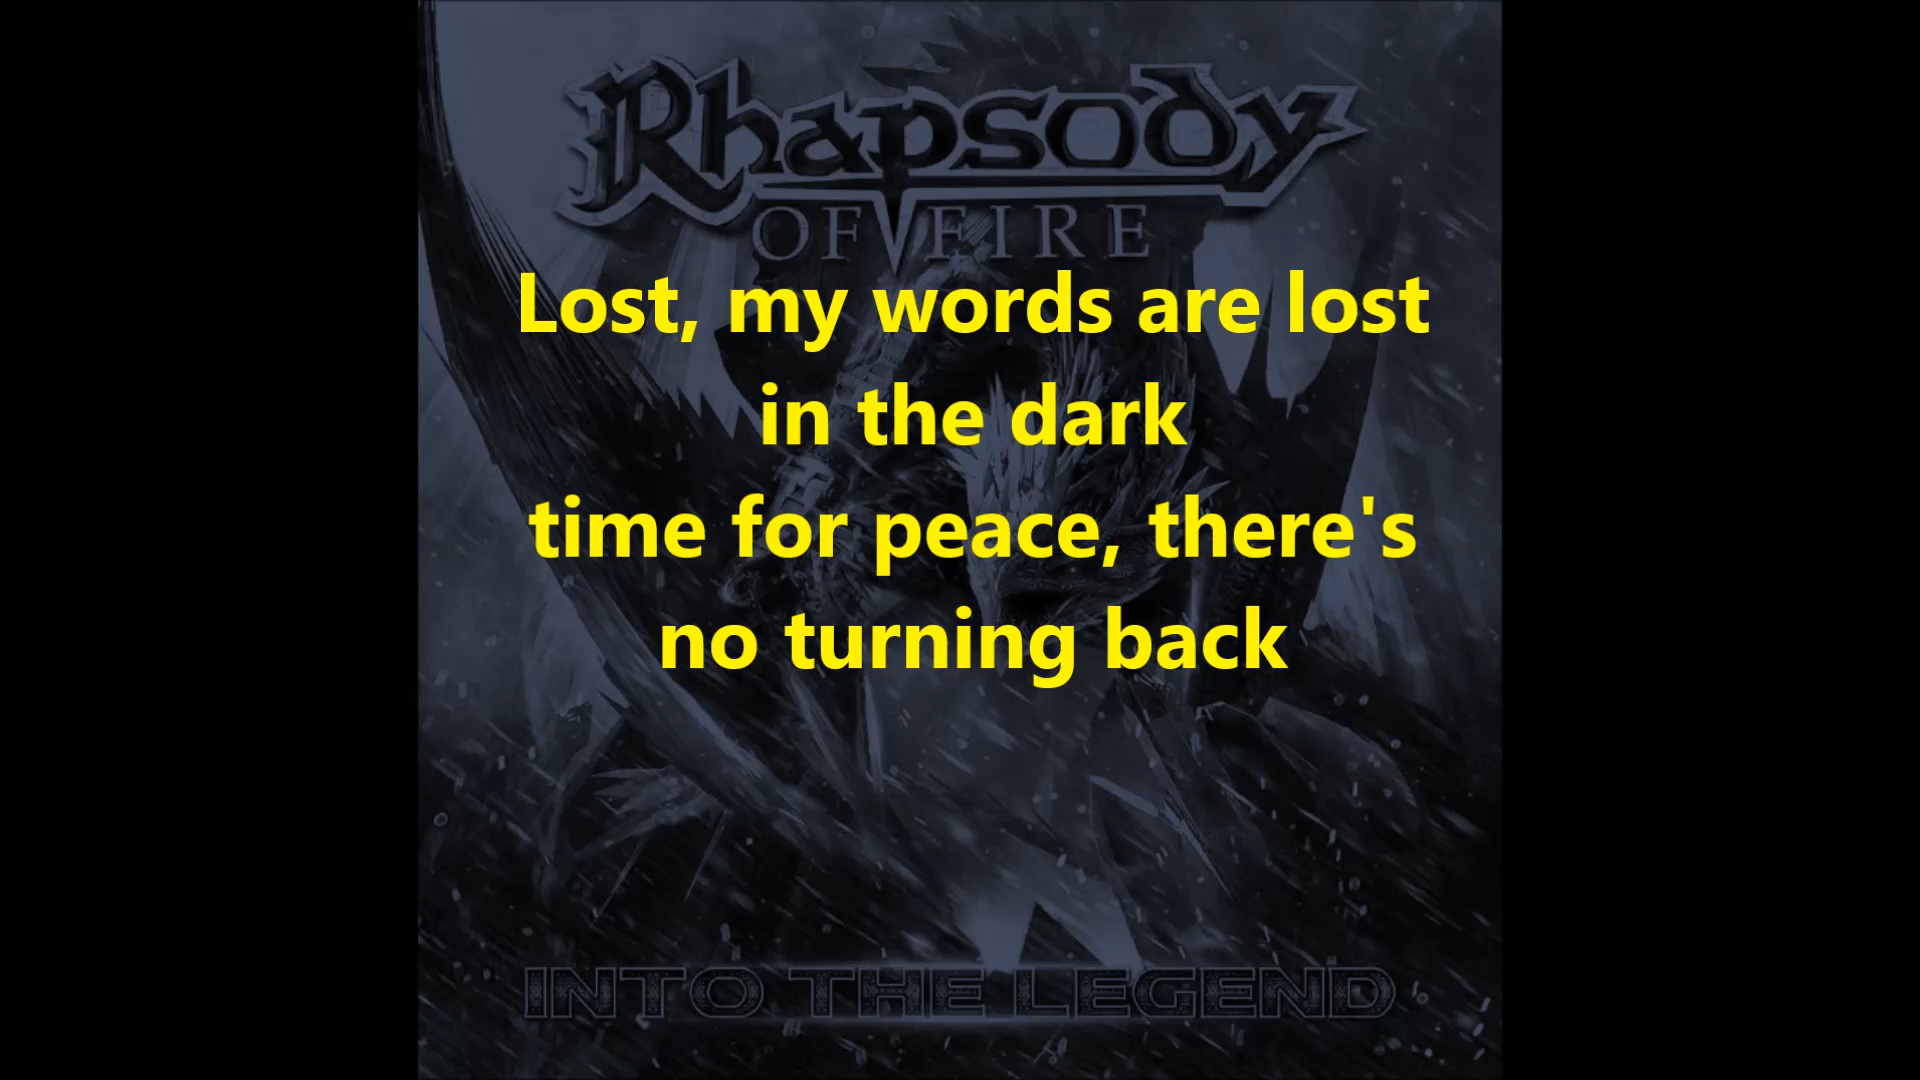 Rhapsody
OF FIRE
Lost, my words are lost
in the dark
time for peace, there's
no turning back
INTO THE LEGEND